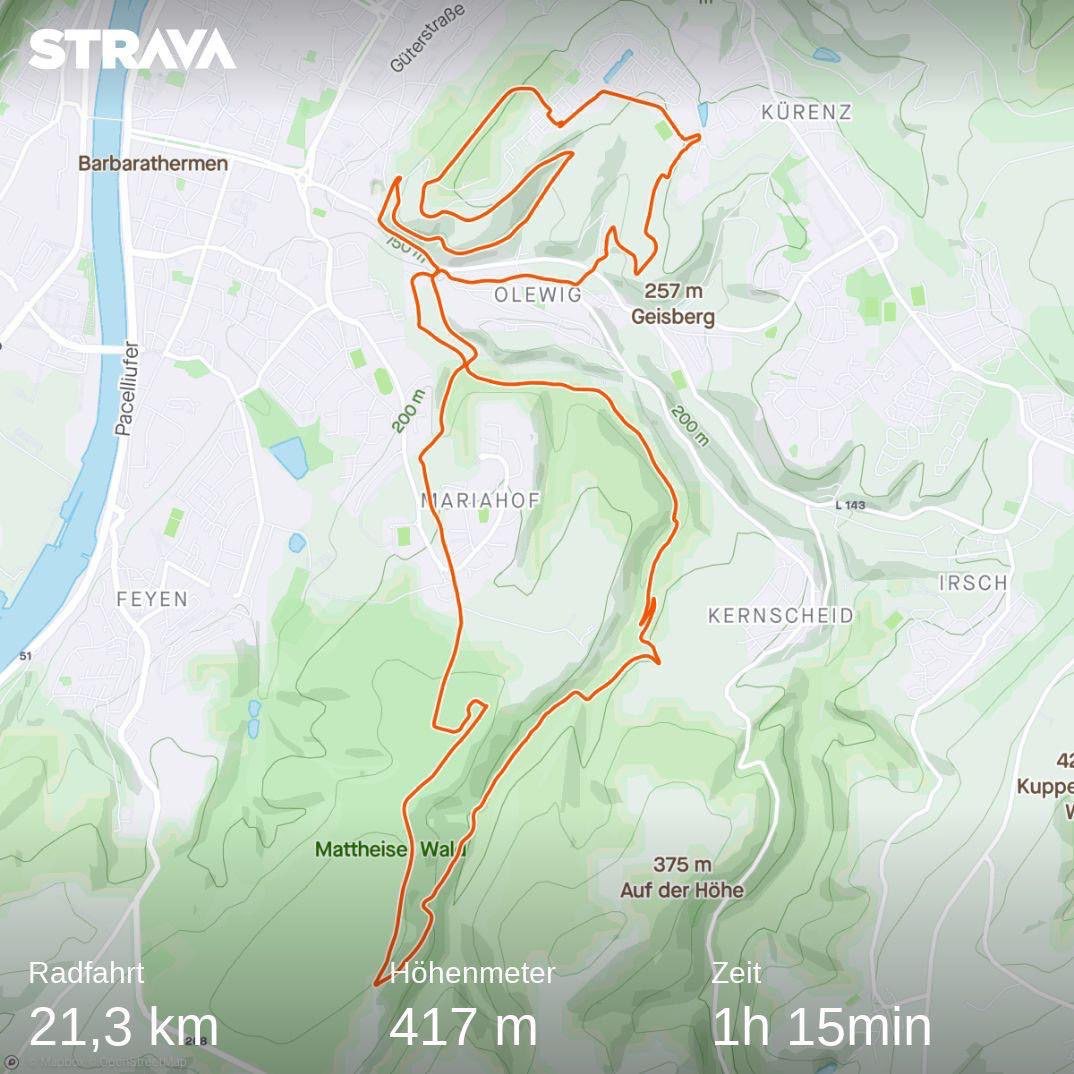 STRAVA
Güterstraße
m
KÜRENZ
Barbarathermen
150 m
OLEWIG
257 m
Geisberg
Pacelliufer
200 m
200 m
MARIAHOF
L 143
FEYEN
KERNSCHEID
IRSCH
51
42
Kuppe
W
Mattheiser Wald
375 m
Auf der Höhe
Radfahrt
Höhenmeter
Zeit
21,3 km
417 m
1h 15min
268
© Mapbox © OpenStreetMap